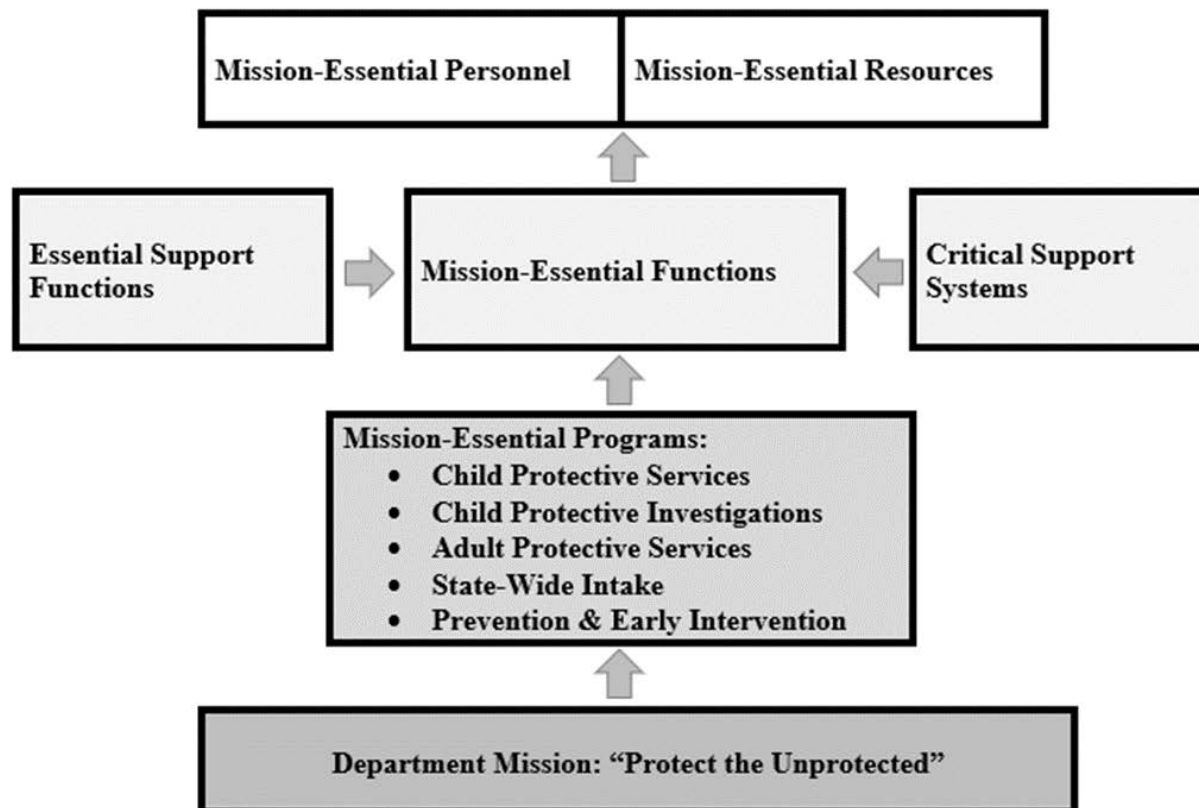 Mission-Essential Personnel
Mission-Essential Resources
Essential Support
Functions
Mission-Essential Functions
Critical Support
Systems
Mission-Essential Programs:
• Child Protective Services
• Child Protective Investigations
• Adult Protective Services
• State-Wide Intake
• Prevention & Early Intervention
Department Mission: “Protect the Unprotected”